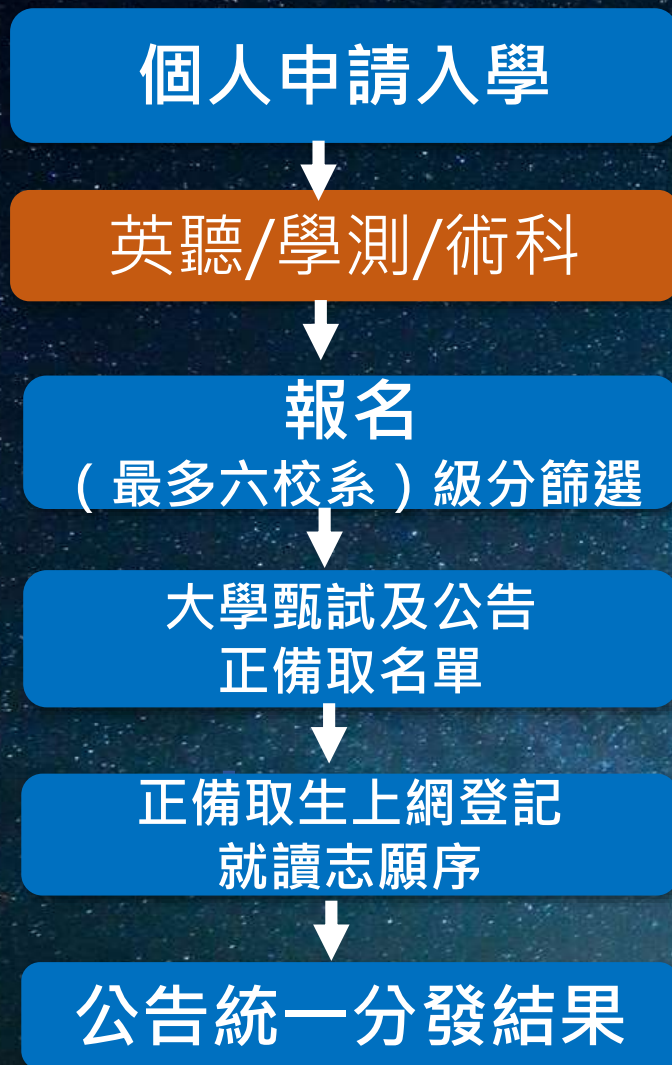 個人申請入學
英聽/學測/術科
報名
（最多六校系）級分篩選
大學甄試及公告
正備取名單
正備取生上網登記
就讀志願序
公告統一分發結果